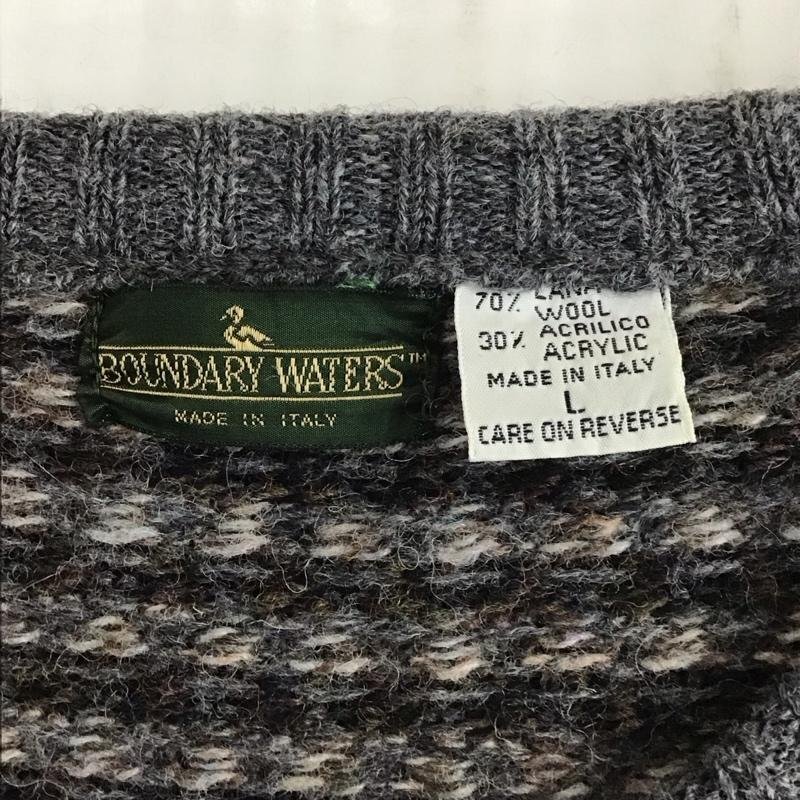 BOUNDARY WATERS™
MADE IN ITALY
70% LANA
WOOL
30% ACRILICO
ACRYLIC
MADE IN ITALY
L
CARE ON REVERSE